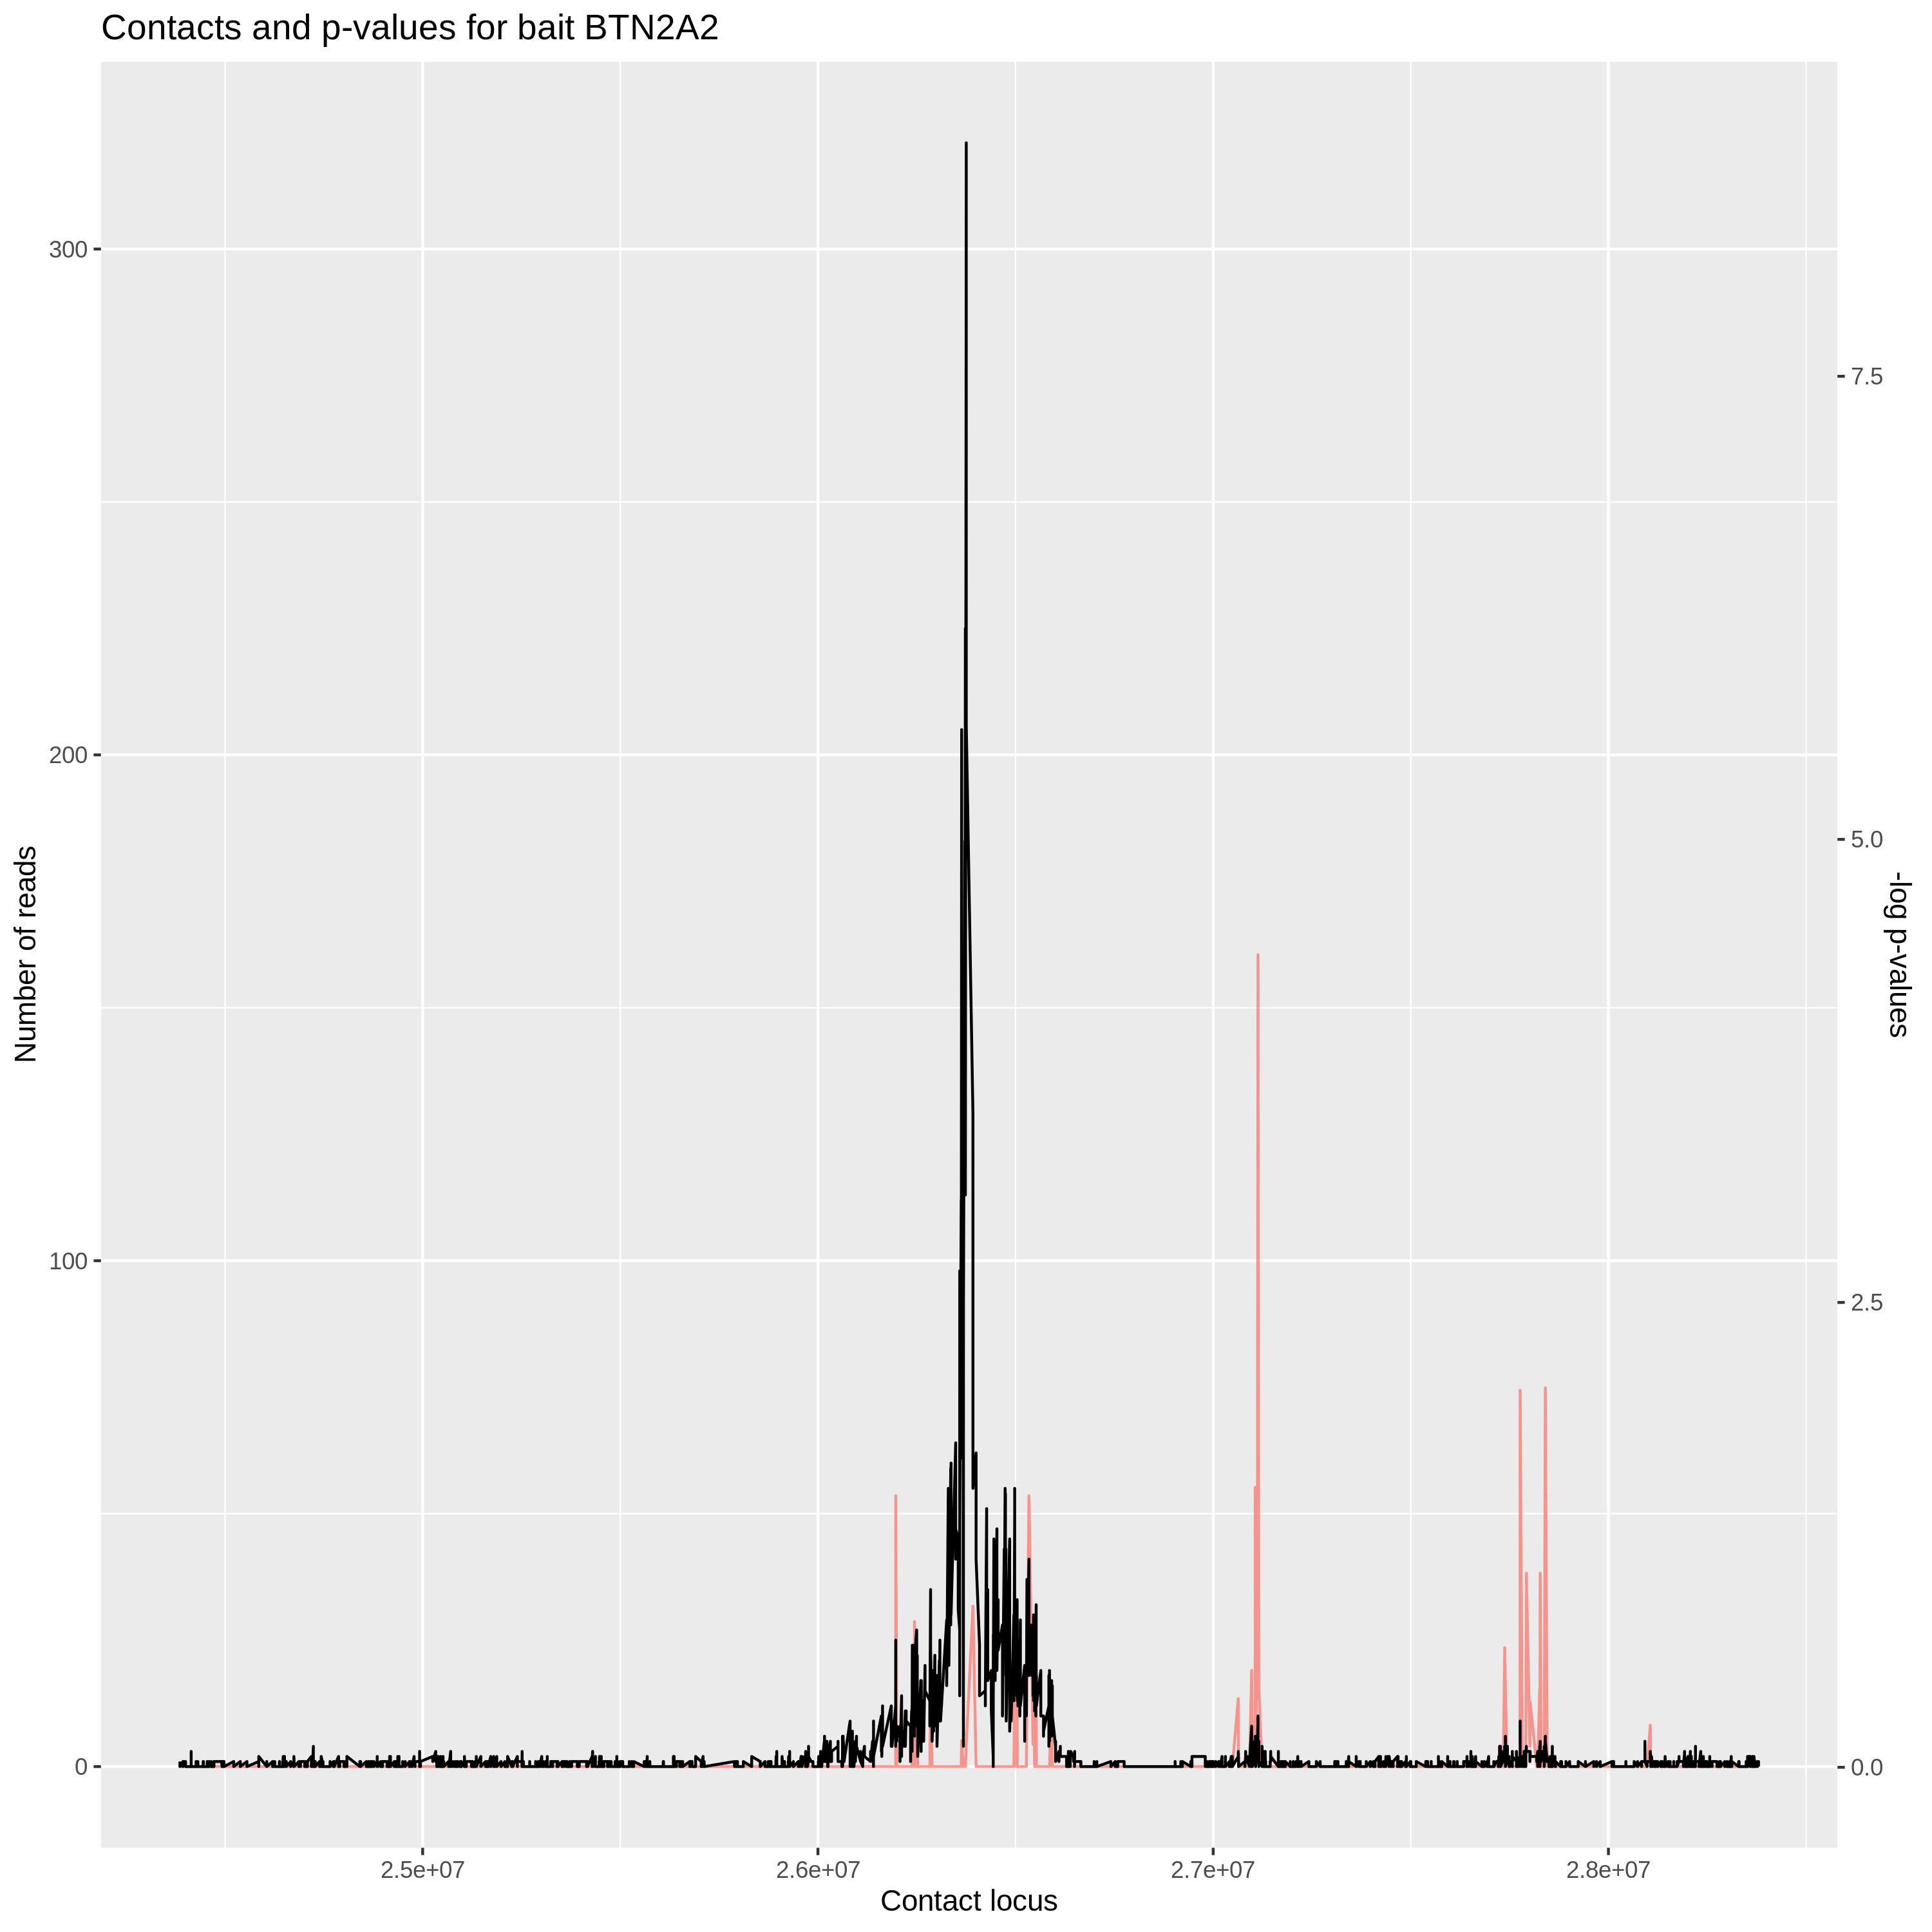 Contacts and p-values for bait BTN2A2
300
200
100
0
Number of reads
7.5
5.0
2.5
0.0
-log p-values
2.5e+07
2.6e+07
2.7e+07
2.8e+07
Contact locus